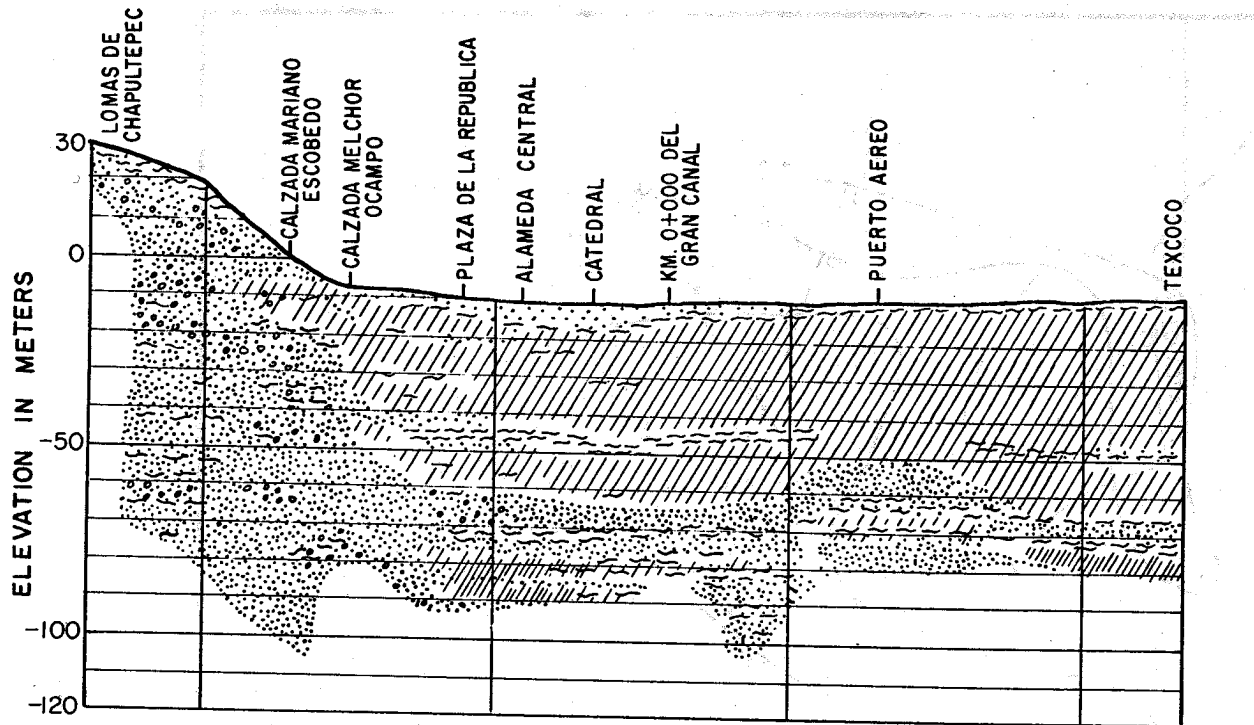 LOMAS DE
CHAPULTEPEC
CALZADA MARIANO
ESCOBEDO
CALZADA MELCHOR
OCAMPO
PLAZA DE LA REPUBLICA
ALAMEDA CENTRAL
CATEDRAL
KM. 0+000 DEL
GRAN CANAL
PUERTO AEREO
TEXCOCO
ELEVATION IN METERS
30
0
-50
-100
-120